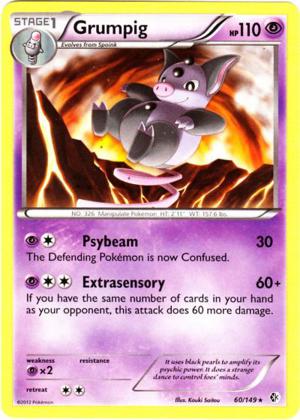 STAGE1
Grumpig
HP110
Evolves from Spoink
NO. 326 Manipulate Pokémon HT: 2'11" WT: 157.6 lbs.
Psybeam 30
The Defending Pokémon is now Confused.
Extrasensory 60+
If you have the same number of cards in your hand
as your opponent, this attack does 60 more damage.
weakness
resistance
×2
retreat
It uses black pearls to amplify its
psychic power. It does a strange
dance to control foes' minds.
Illus. Kouki Saitou
60/149
©2012 Pokémon